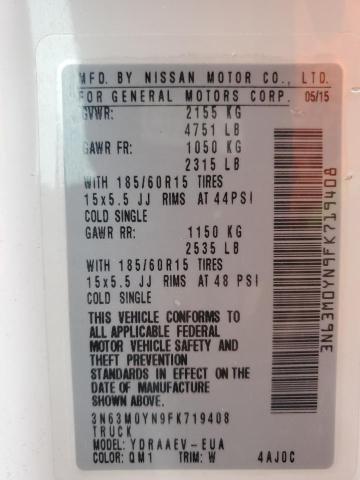 MFD. BY NISSAN MOTOR CO., LTD.
FOR GENERAL MOTORS CORP. 05/15
GVWR: 2155 KG
4751 LB
GAWR FR: 1050 KG
2315 LB
WITH 185/60R15 TIRES
15x5.5 JJ RIMS AT 44PSI
COLD SINGLE
GAWR RR: 1150 KG
2535 LB
WITH 185/60R15 TIRES
15x5.5 JJ RIMS AT 48 PSI
COLD SINGLE
THIS VEHICLE CONFORMS TO
ALL APPLICABLE FEDERAL
MOTOR VEHICLE SAFETY AND
THEFT PREVENTION
STANDARDS IN EFFECT ON THE
DATE OF MANUFACTURE
SHOWN ABOVE.
3N63M0YN9FK719408
TRUCK
MODEL: YDRAAEV-EUA
COLOR: QM1 TRIM: W 4AJ0C
3N63M0YN9FK719408